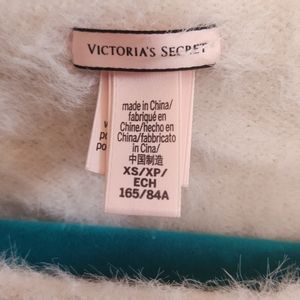 VICTORIA'S SECRET
made in China/
fabriqué en
Chine/hecho en
China/fabbricato
in Cina/
中国制造
XS/XP/
ECH
165/84A